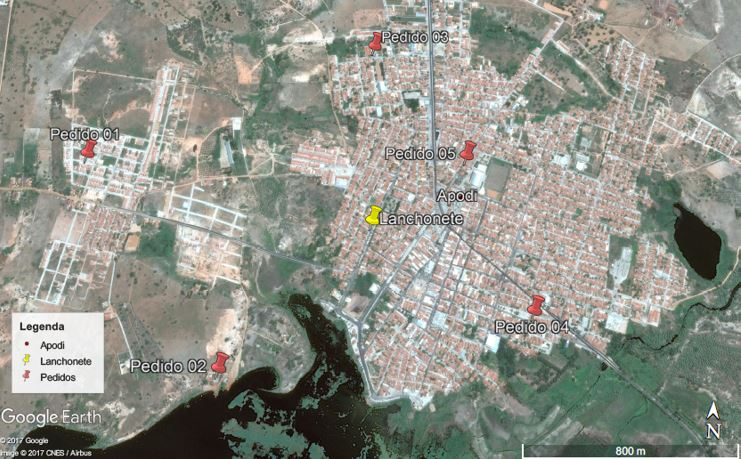 Pedido 03
Pedido 01
Pedido 05
Apodi
Lanchonete
Pedido 04
Pedido 02
Legenda
Apodi
Lanchonete
Pedidos
Google Earth
© 2017 Google
Image © 2017 CNES / Airbus
N
800 m